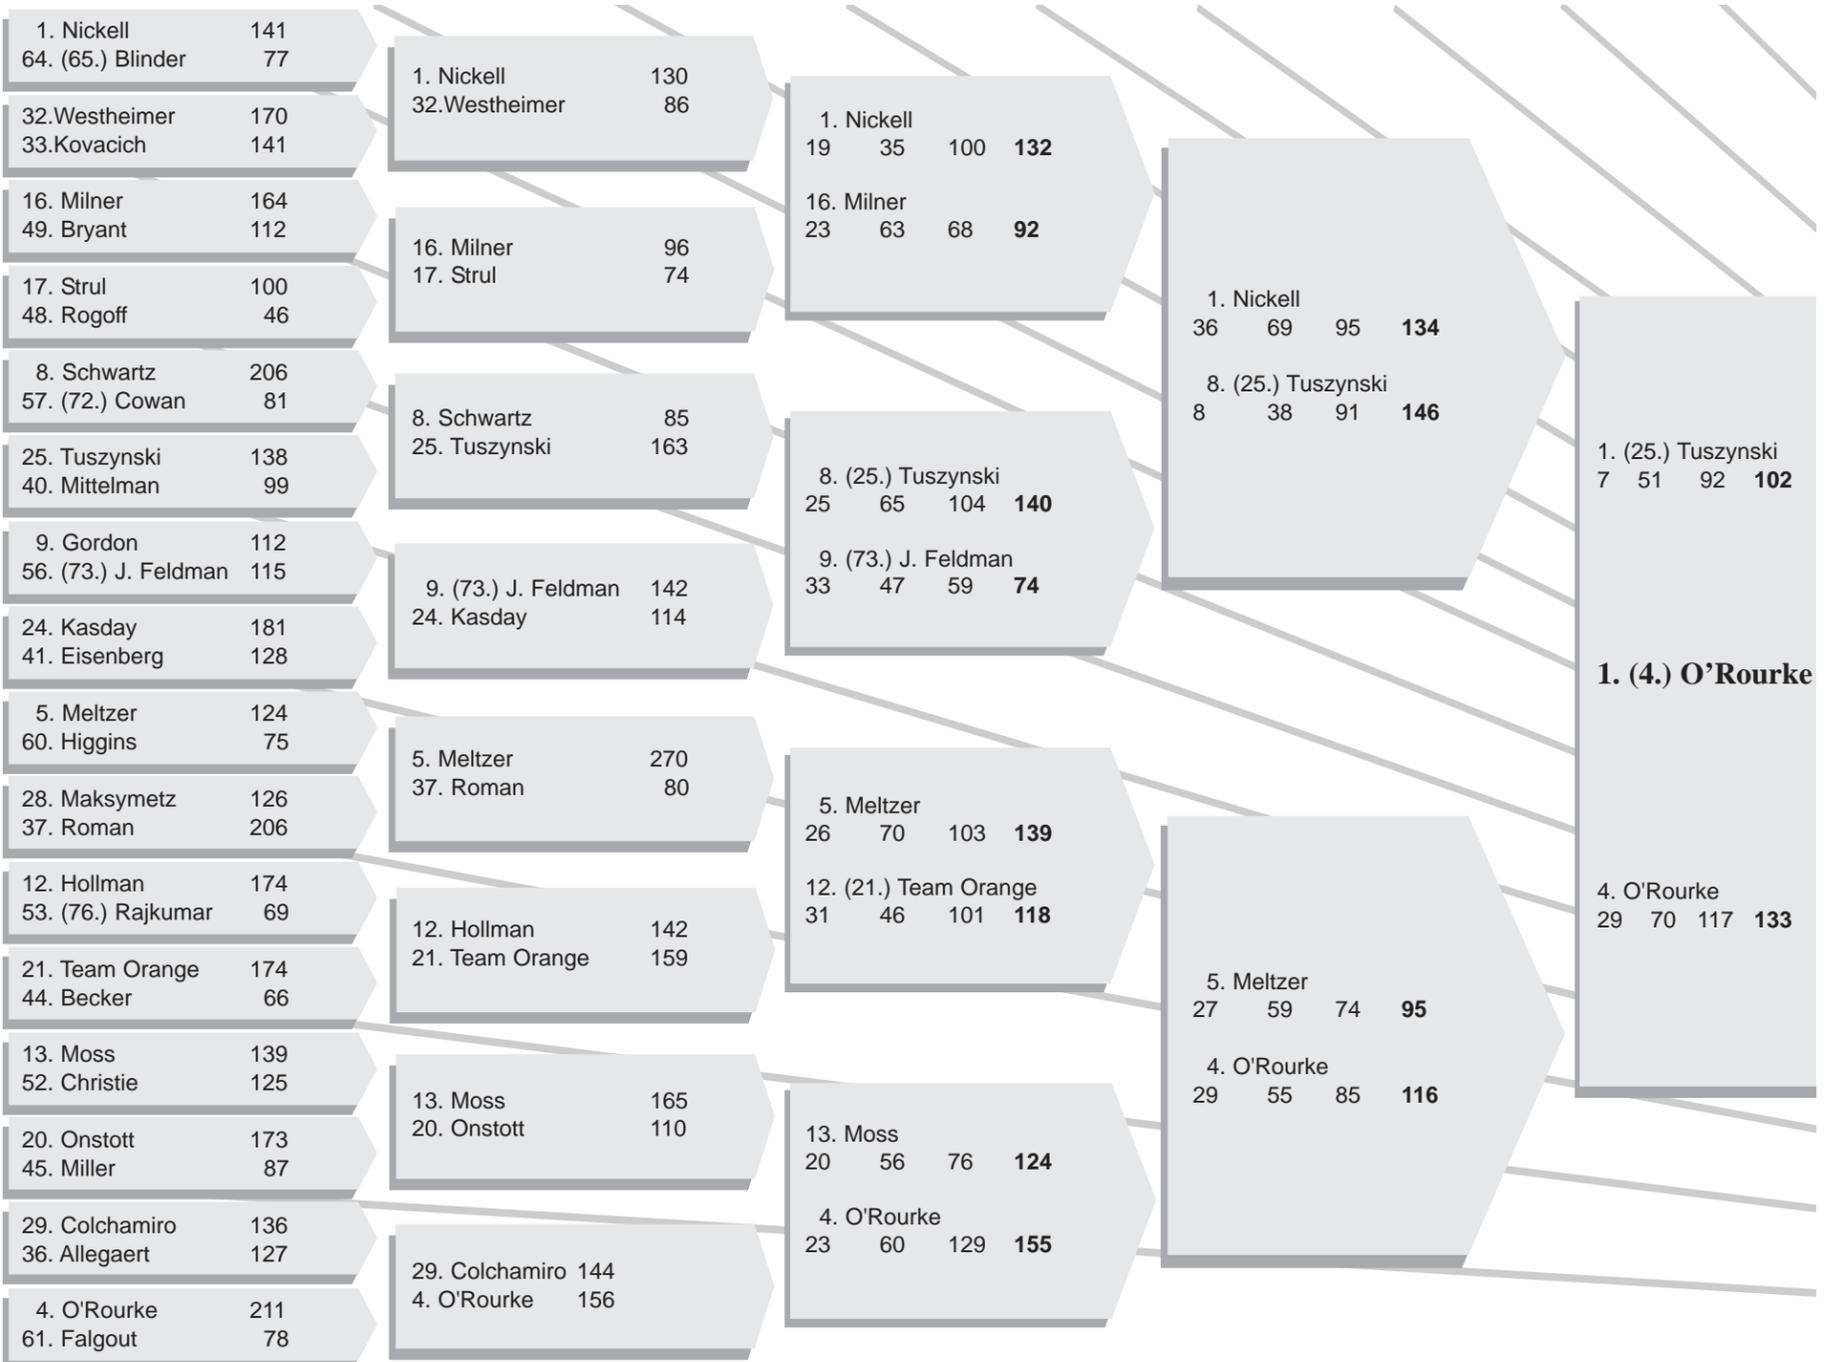 1. Nickell 141
64. (65.) Blinder 77
32.Westheimer 170
33.Kovacich 141
16. Milner 164
49. Bryant 112
17. Strul 100
48. Rogoff 46
8. Schwartz 206
57. (72.) Cowan 81
25. Tuszynski 138
40. Mittelman 99
9. Gordon 112
56. (73.) J. Feldman 115
24. Kasday 181
41. Eisenberg 128
5. Meltzer 124
60. Higgins 75
28. Maksymetz 126
37. Roman 206
12. Hollman 174
53. (76.) Rajkumar 69
21. Team Orange 174
44. Becker 66
13. Moss 139
52. Christie 125
20. Onstott 173
45. Miller 87
29. Colchamiro 136
36. Allegaert 127
4. O'Rourke 211
61. Falgout 78
1. Nickell 130
32.Westheimer 86
16. Milner 96
17. Strul 74
8. Schwartz 85
25. Tuszynski 163
9. (73.) J. Feldman 142
24. Kasday 114
5. Meltzer 270
37. Roman 80
12. Hollman 142
21. Team Orange 159
13. Moss 165
20. Onstott 110
29. Colchamiro 144
4. O'Rourke 156
1. Nickell
19 35 100 132
16. Milner
23 63 68 92
8. (25.) Tuszynski
25 65 104 140
9. (73.) J. Feldman
33 47 59 74
5. Meltzer
26 70 103 139
12. (21.) Team Orange
31 46 101 118
13. Moss
20 56 76 124
4. O'Rourke
23 60 129 155
1. Nickell
36 69 95 134
8. (25.) Tuszynski
8 38 91 146
5. Meltzer
27 59 74 95
4. O'Rourke
29 55 85 116
1. (25.) Tuszynski
7 51 92 102
1. (4.) O’Rourke
4. O'Rourke
29 70 117 133